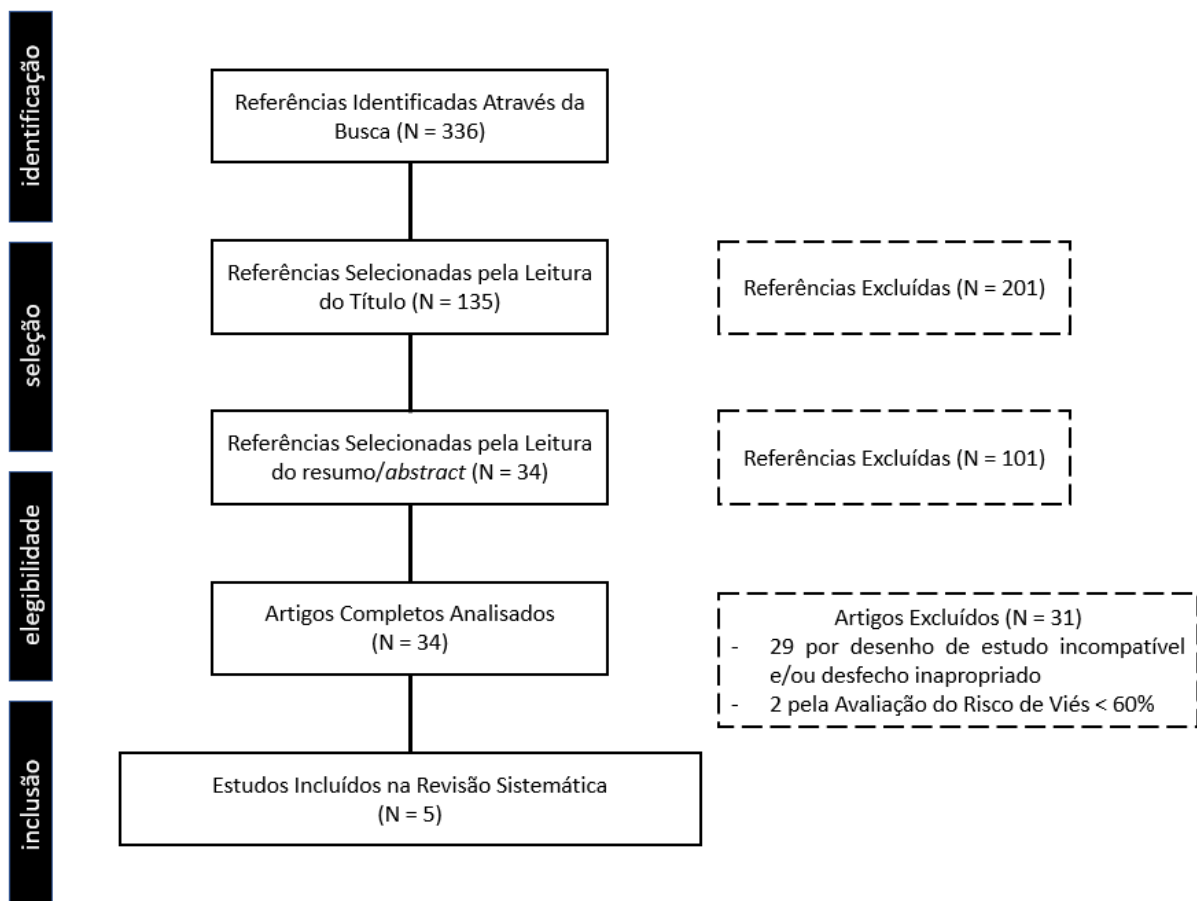 identificação
Referências Identificadas Através da
Busca (N = 336)
seleção
Referências Selecionadas pela Leitura
do Título (N = 135)
Referências Excluídas (N = 201)
Referências Selecionadas pela Leitura
do resumo/abstract (N = 34)
Referências Excluídas (N = 101)
elegibilidade
Artigos Completos Analisados
(N = 34)
Artigos Excluídos (N = 31)
- 29 por desenho de estudo incompatível
e/ou desfecho inapropriado
- 2 pela Avaliação do Risco de Viés < 60%
inclusão
Estudos Incluídos na Revisão Sistemática
(N = 5)